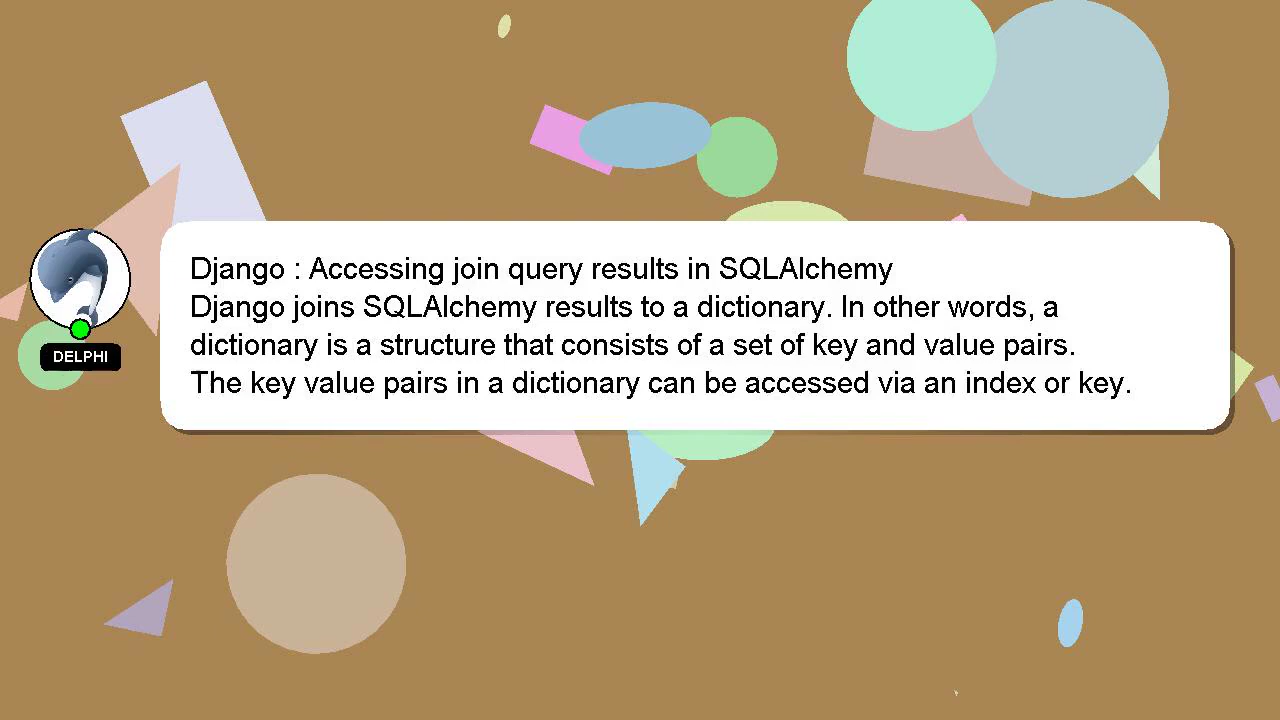 Django : Accessing join query results in SQLAlchemy
Django joins SQLAlchemy results to a dictionary. In other words, a
dictionary is a structure that consists of a set of key and value pairs.
The key value pairs in a dictionary can be accessed via an index or key.
DELPHI